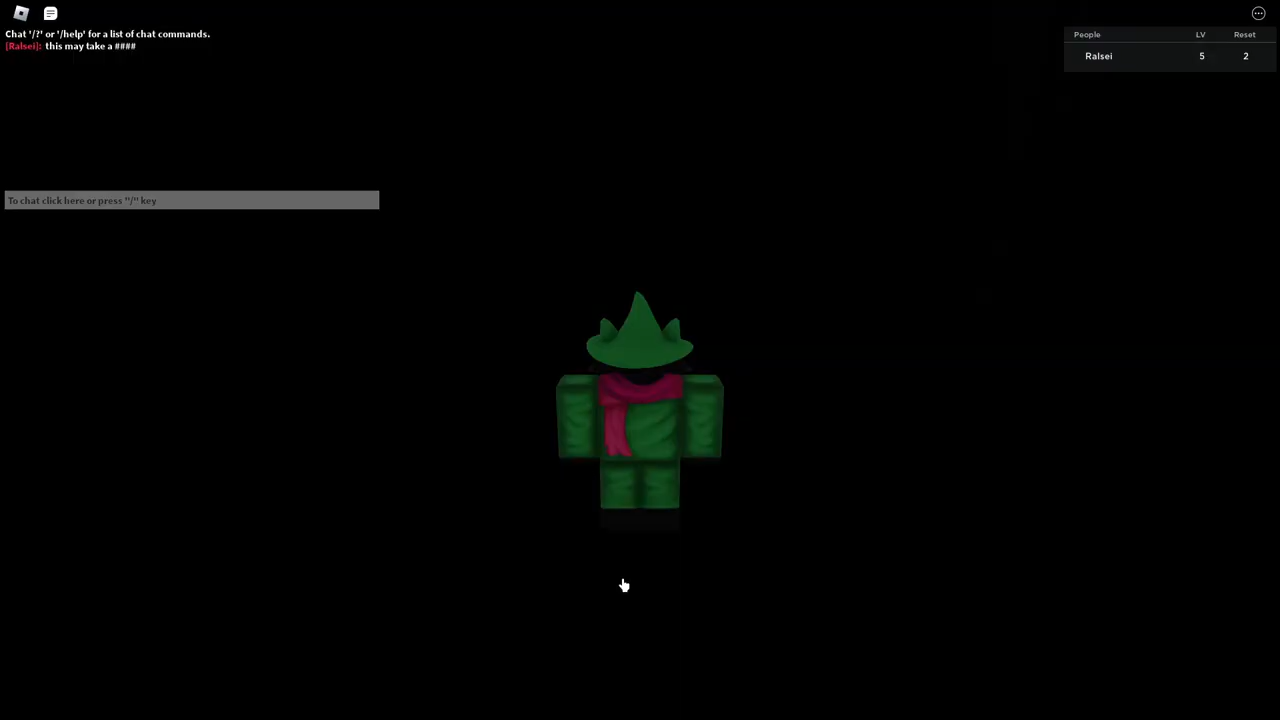 Chat '/?' or '/help' for a list of chat commands.
[Ralsei]: this may take a ####
People LV Reset
Ralsei 5 2
To chat click here or press "/" key